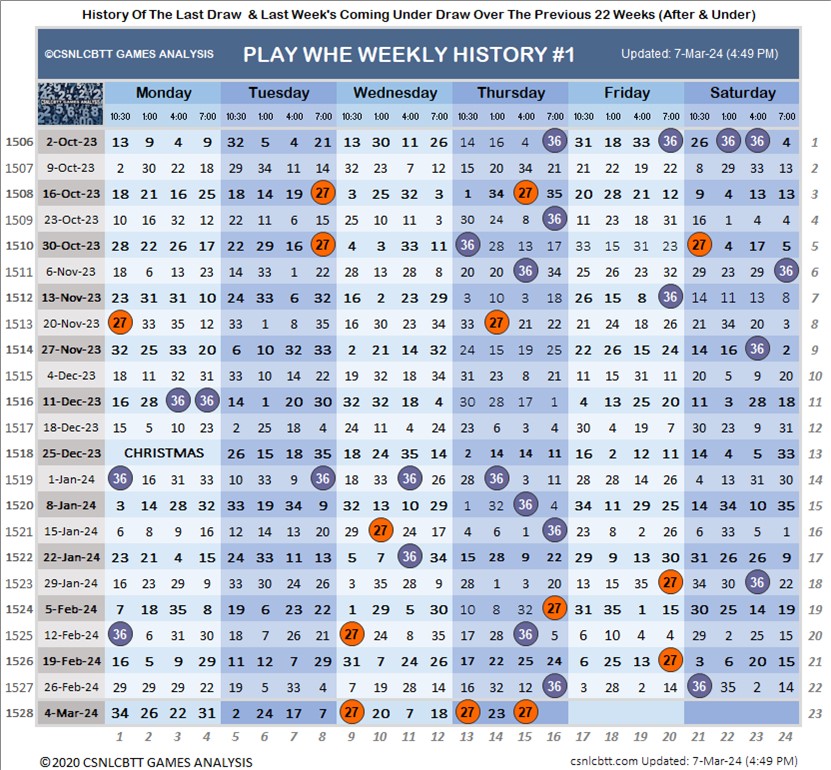 History Of The Last Draw & Last Week's Coming Under Draw Over The Previous 22 Weeks (After & Under)
©CSNLCBTT GAMES ANALYSIS PLAY WHE WEEKLY HISTORY #1 Updated: 7-Mar-24 (4:49 PM)
CSNLCBTT GAMES ANALYSIS Monday Tuesday Wednesday Thursday Friday Saturday
10:30 1:00 4:00 7:00 10:30 1:00 4:00 7:00 10:30 1:00 4:00 7:00 10:30 1:00 4:00 7:00 10:30 1:00 4:00 7:00 10:30 1:00 4:00 7:00
1506 2-Oct-23 13 9 4 9 32 5 4 21 13 30 11 26 14 16 4 36 31 18 33 36 26 36 36 4 1
1507 9-Oct-23 2 30 22 18 29 34 11 14 32 23 7 12 15 20 34 21 21 22 19 22 8 29 33 13 2
1508 16-Oct-23 18 21 16 25 18 14 19 27 3 25 32 3 1 34 27 35 20 28 21 12 9 4 13 13 3
1509 23-Oct-23 10 16 32 12 22 11 6 15 25 10 11 3 30 24 8 36 11 23 18 31 16 1 4 4 4
1510 30-Oct-23 28 22 26 17 22 29 16 27 4 3 33 11 36 28 13 17 33 15 31 23 27 4 17 5 5
1511 6-Nov-23 18 6 13 23 14 33 1 22 28 13 28 8 20 20 36 34 25 26 23 32 29 23 29 36 6
1512 13-Nov-23 23 31 31 10 24 33 6 32 16 2 23 29 3 10 3 18 26 15 8 36 14 11 13 8 7
1513 20-Nov-23 27 33 35 12 33 1 8 35 16 30 23 34 33 27 21 22 21 24 18 28 21 34 20 3 8
1514 27-Nov-23 32 25 33 20 6 10 32 33 2 21 14 32 24 15 19 25 22 26 15 24 14 16 36 2 9
1515 4-Dec-23 18 11 32 31 33 10 14 22 19 32 18 34 31 23 8 21 11 15 31 11 20 5 9 20 10
1516 11-Dec-23 16 28 36 36 14 1 20 30 32 32 18 4 30 28 17 1 4 13 25 20 11 3 28 18 11
1517 18-Dec-23 15 5 10 23 2 25 18 4 24 11 4 24 23 6 3 4 30 4 19 7 30 23 9 31 12
1518 25-Dec-23 CHRISTMAS 26 15 18 35 18 24 35 14 2 14 14 11 16 2 12 11 14 4 5 33 13
1519 1-Jan-24 36 16 31 33 10 33 9 36 18 33 36 26 28 36 3 14 28 28 14 26 4 13 31 30 14
1520 8-Jan-24 3 14 28 32 33 19 34 9 32 13 10 29 1 32 36 4 34 11 29 25 14 34 10 35 15
1521 15-Jan-24 6 8 9 16 12 14 13 20 29 27 24 17 4 6 1 36 23 8 2 26 6 33 5 1 16
1522 22-Jan-24 23 21 4 15 24 33 11 13 5 7 36 34 15 28 9 22 29 9 13 30 31 26 26 9 17
1523 29-Jan-24 16 23 29 9 33 30 24 26 3 35 28 9 28 1 3 20 13 15 35 27 34 30 36 22 18
1524 5-Feb-24 7 18 35 8 19 6 23 22 1 29 5 30 10 8 32 27 31 35 1 15 30 25 14 19 19
1525 12-Feb-24 36 6 31 30 18 7 26 21 27 24 8 35 17 28 36 5 6 10 4 4 29 2 25 15 20
1526 19-Feb-24 16 5 9 29 11 12 7 29 31 7 24 26 17 22 25 24 6 25 13 27 3 6 20 15 21
1527 26-Feb-24 29 29 29 22 19 5 33 4 7 19 28 14 16 32 12 36 3 28 2 14 36 35 2 14 22
1528 4-Mar-24 34 26 22 31 2 24 17 7 27 20 7 18 27 23 27 23
1 2 3 4 5 6 7 8 9 10 11 12 13 14 15 16 17 18 19 20 21 22 23 24
©2020 CSNLCBTT GAMES ANALYSIS csnlcbtt.com Updated: 7-Mar-24 (4:49 PM)